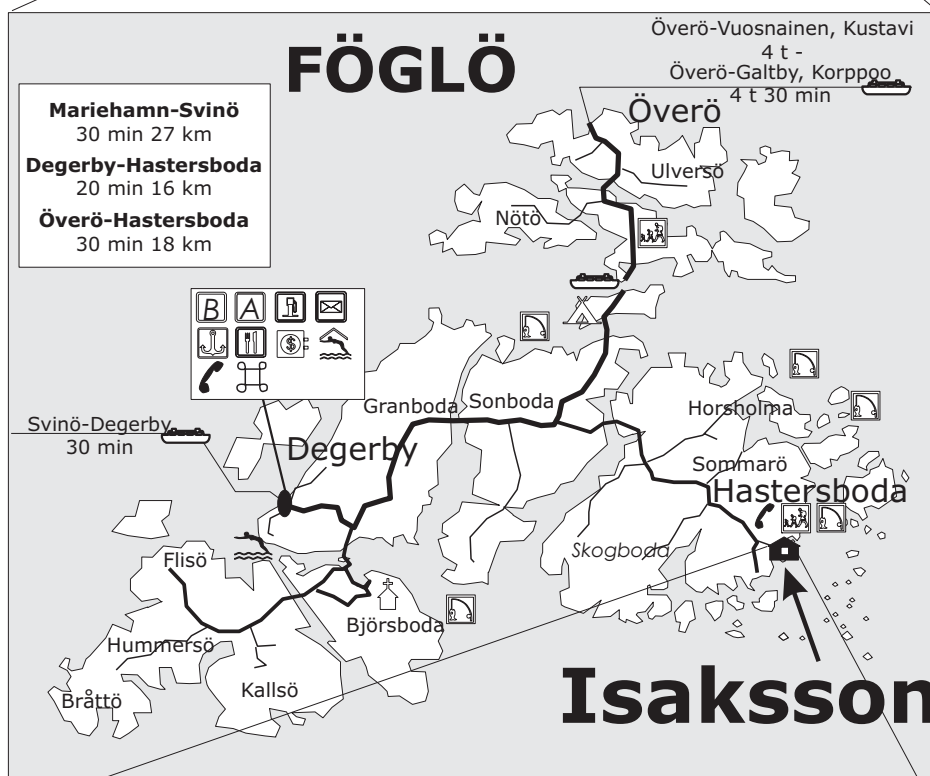 FÖGLÖ
Överö-Vuosnainen, Kustavi
4 t -
Överö-Galtby, Korppoo
4 t 30 min
Mariehamn-Svinö
30 min 27 km
Degerby-Hastersboda
20 min 16 km
Överö-Hastersboda
30 min 18 km
Överö
Ulversö
Nötö
B A
$
Granboda
Sonboda
Horsholma
Svinö-Degerby
30 min
Degerby
Sommarö
Hastersboda
Skogboda
Flisö
Björsboda
Hummersö
Kallsö
Bråttö
Isaksson